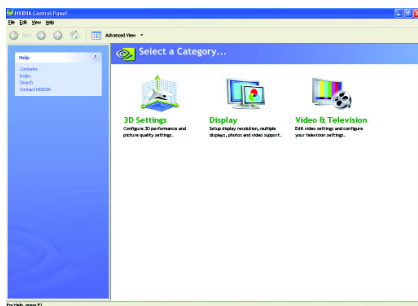 NVIDIA Control Panel
File Edit View Help
Advanced View
Help
Contents
Index
Search
Contact NVIDIA
Select a Category...
3D Settings
Configure 3D performance and
picture quality settings.
Display
Setup display resolution, multiple
displays, photos and video support.
Video & Television
Edit video settings and configure
your television settings.
For Help, press F1